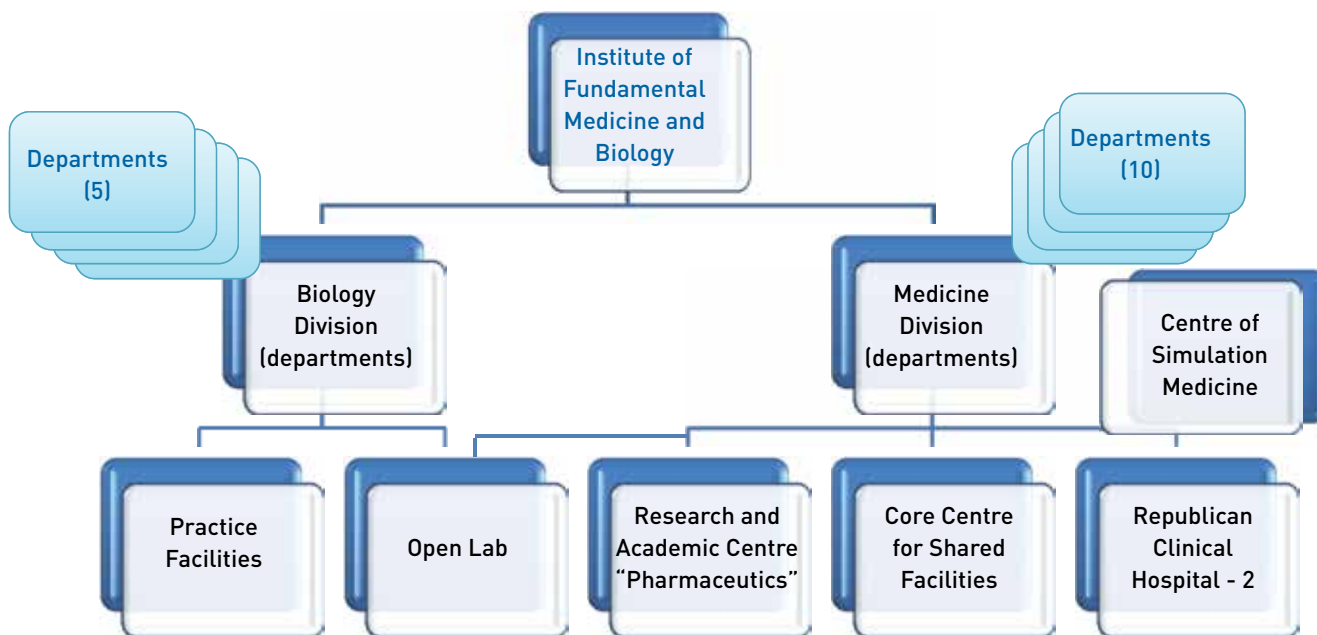 Institute of
Fundamental
Medicine and
Biology
Departments
(5)
Departments
(10)
Biology
Division
(departments)
Medicine
Division
(departments)
Centre of
Simulation
Medicine
Practice
Facilities
Open Lab
Research and
Academic Centre
“Pharmaceutics”
Core Centre
for Shared
Facilities
Republican
Clinical
Hospital - 2